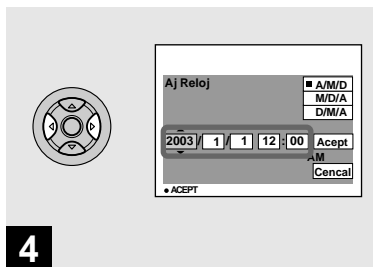 Aj Reloj
A/M/D
M/D/A
D/M/A
2003 / 1 / 1 12 : 00 Acept
AM
Cencal
ACEPT
4